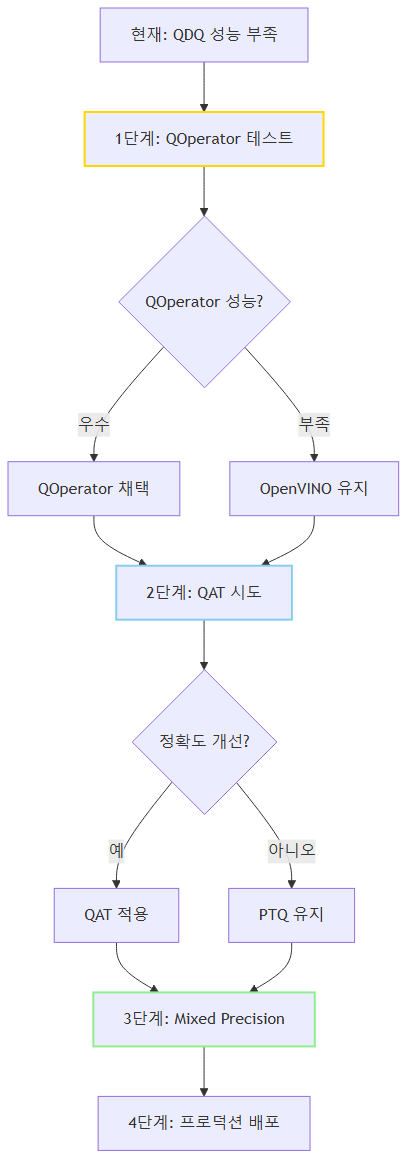 현재: QDQ 성능 부족
1단계: QOperator 테스트
QOperator 성능?
우수
부족
QOperator 채택
OpenVINO 유지
2단계: QAT 시도
정확도 개선?
예
아니오
QAT 적용
PTQ 유지
3단계: Mixed Precision
4단계: 프로덕션 배포